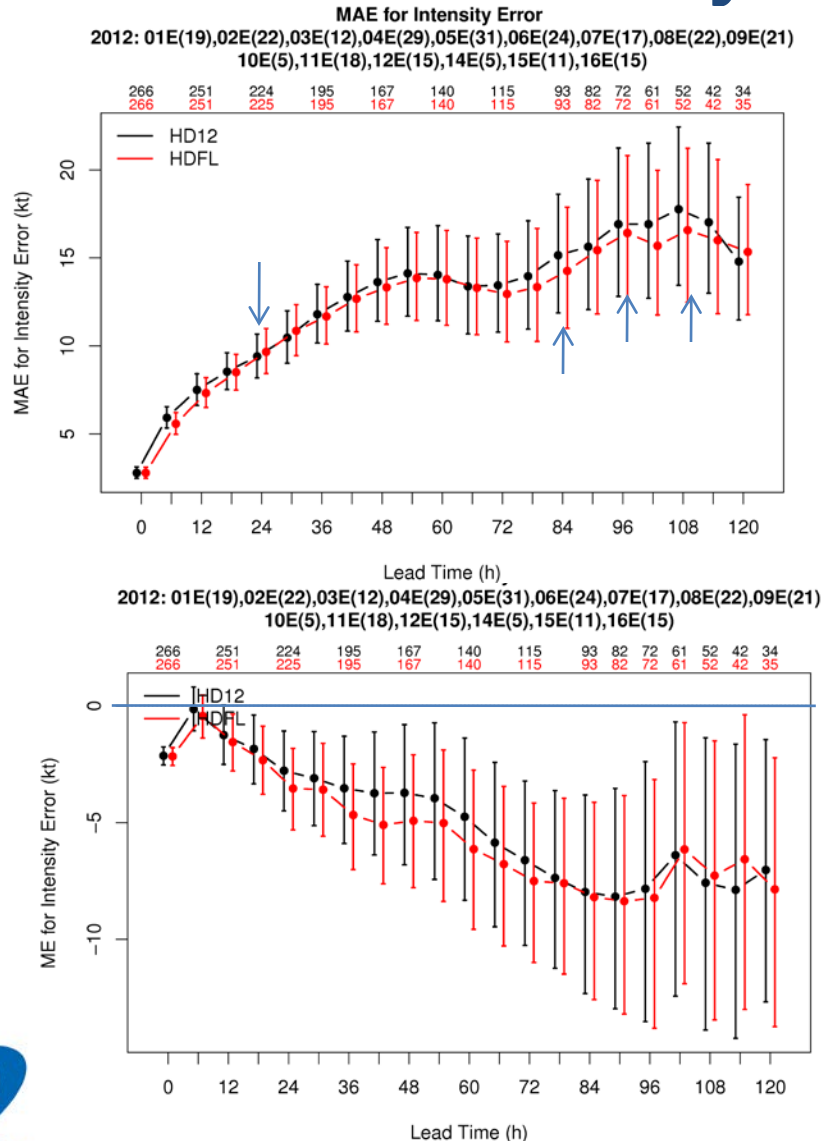 MAE for Intensity Error
2012: 01E(19),02E(22),03E(12),04E(29),05E(31),06E(24),07E(17),08E(22),09E(21)
10E(5),11E(18),12E(15),14E(5),15E(11),16E(15)
266 251 224 195 167 140 115 93 82 72 61 52 42 34
266 251 225 195 167 140 115 93 82 72 61 52 42 35
HD12
HDFL
MAE for Intensity Error (kt)
20
15
10
5
0 12 24 36 48 60 72 84 96 108 120
Lead Time (h)
2012: 01E(19),02E(22),03E(12),04E(29),05E(31),06E(24),07E(17),08E(22),09E(21)
10E(5),11E(18),12E(15),14E(5),15E(11),16E(15)
266 251 224 195 167 140 115 93 82 72 61 52 42 34
266 251 225 195 167 140 115 93 82 72 61 52 42 35
HD12
HDFL
ME for Intensity Error (kt)
0
−5
−10
0 12 24 36 48 60 72 84 96 108 120
Lead Time (h)